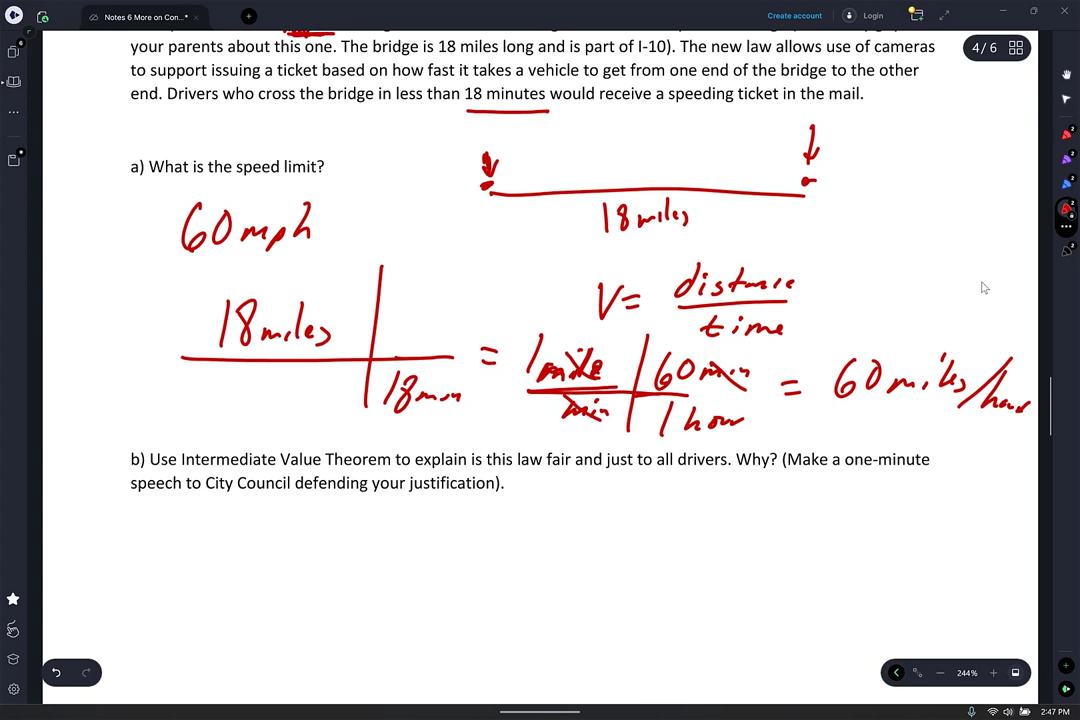 Notes 6 More on Con...*
Create account
Login
your parents about this one. The bridge is 18 miles long and is part of I-10). The new law allows use of cameras
to support issuing a ticket based on how fast it takes a vehicle to get from one end of the bridge to the other
end. Drivers who cross the bridge in less than 18 minutes would receive a speeding ticket in the mail.
4 / 6
a) What is the speed limit?
18 miles
60 mph
V = distance
time
18 miles
18 min
= 1 mile 60 min = 60 miles/hour
min 1 hour
b) Use Intermediate Value Theorem to explain is this law fair and just to all drivers. Why? (Make a one-minute
speech to City Council defending your justification).
244%
2:47 PM